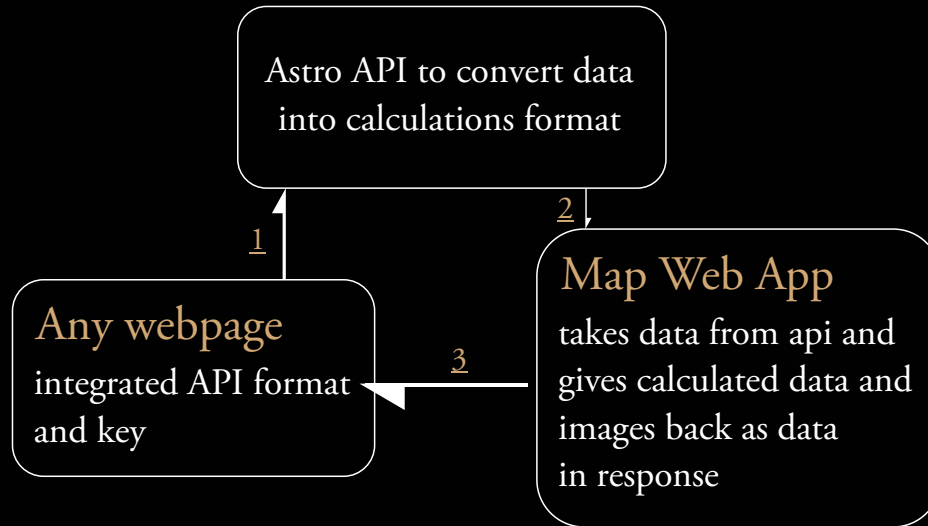 Astro API to convert data
into calculations format
1
2
Any webpage
integrated API format
and key
3
Map Web App
takes data from api and
gives calculated data and
images back as data
in response